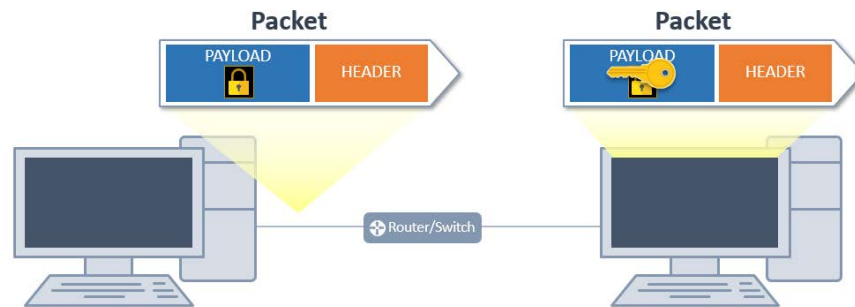 Packet
PAYLOAD
HEADER
Packet
PAYLOAD
HEADER
Router/Switch